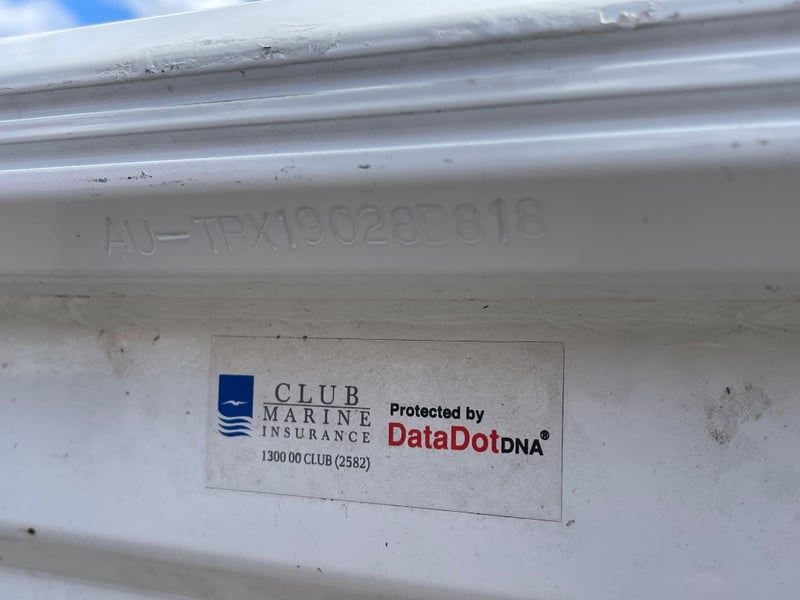 AU-TRX19028D818
CLUB
MARINE
INSURANCE
1300 00 CLUB (2582)
Protected by
DataDotDNA®